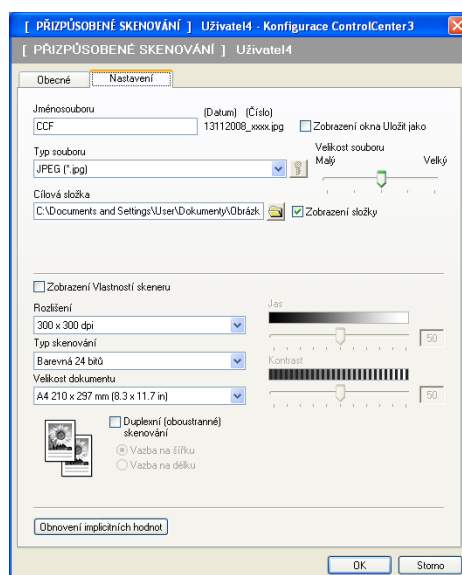 [ PŘIZPŮSOBENÉ SKENOVÁNÍ ] Uživatel4 - Konfigurace ControlCenter3
[ PŘIZPŮSOBENÉ SKENOVÁNÍ ] Uživatel4
Obecné Nastavení
Jménosouboru (Datum) (Číslo)
CCF 13112008_xxxx.jpg Zobrazení okna Uložit jako
Typ souboru Velikost souboru
Malý Velký
JPEG (*.jpg)
Cílová složka
C:\Documents and Settings\User\Dokumenty\Obrázk Zobrazení složky
Zobrazení Vlastností skeneru
Rozlišení Jas
300 x 300 dpi 50
Typ skenování
Barevná 24 bitů Kontrast
Velikost dokumentu
A4 210 x 297 mm (8.3 x 11.7 in) 50
Duplexní (oboustranné)
skenování
Vazba na šířku
Vazba na délku
Obnovení implicitních hodnot
OK Storno